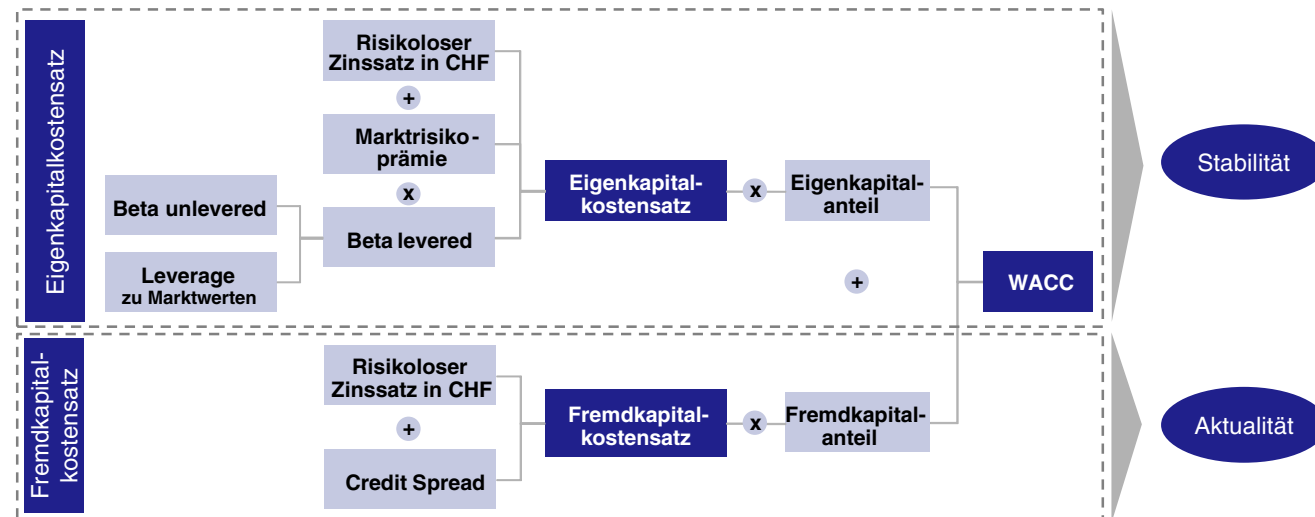 Eigenkapitalkostensatz
Risikoloser
Zinssatz in CHF
+
Marktrisiko-
prämie
x
Beta unlevered
Beta levered
Leverage
zu Marktwerten
Eigenkapital-
kostensatz
x
Eigenkapital-
anteil
+
WACC
Stabilität
Fremdkapital-
kostensatz
Risikoloser
Zinssatz in CHF
+
Credit Spread
Fremdkapital-
kostensatz
x
Fremdkapital-
anteil
Aktualität